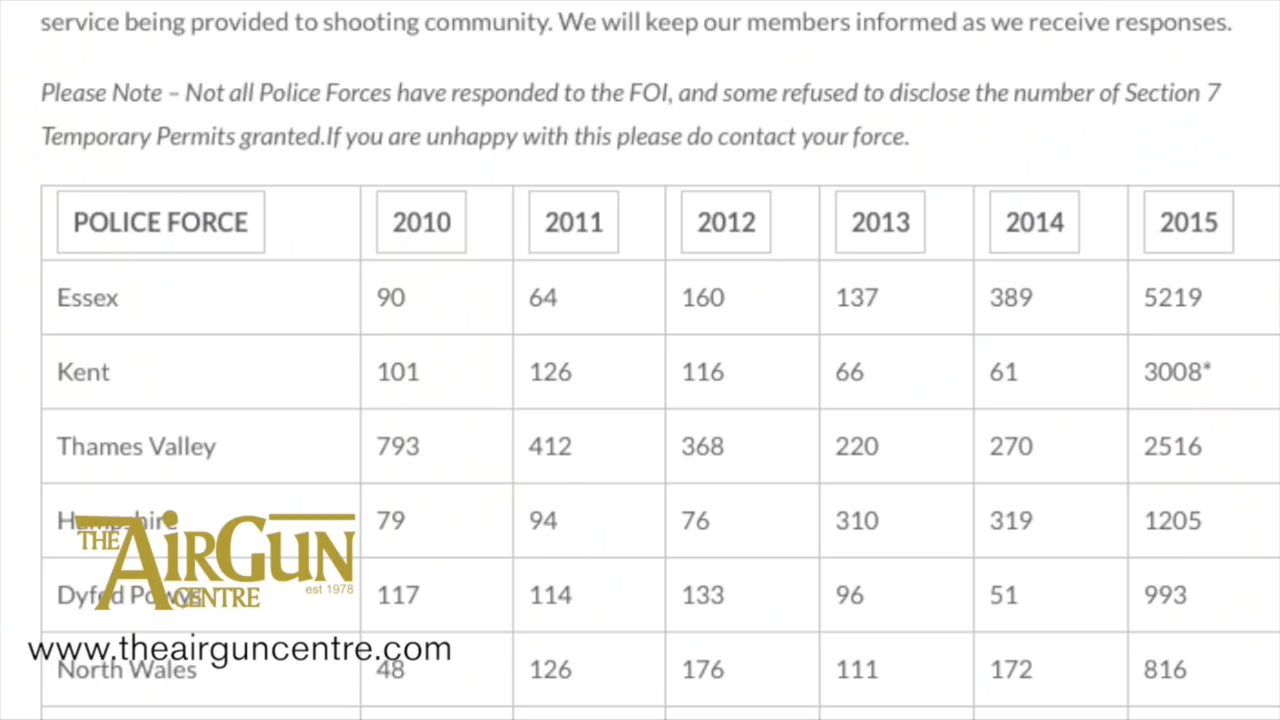 service being provided to shooting community. We will keep our members informed as we receive responses.
Please Note – Not all Police Forces have responded to the FOI, and some refused to disclose the number of Section 7
Temporary Permits granted.If you are unhappy with this please do contact your force.
POLICE FORCE 2010 2011 2012 2013 2014 2015
Essex 90 64 160 137 389 5219
Kent 101 126 116 66 61 3008*
Thames Valley 793 412 368 220 270 2516
Hampshire 79 94 76 310 319 1205
THE AIRGUN
CENTRE est 1978
Dyfed Powys 117 114 133 96 51 993
www.theairguncentre.com
North Wales 48 126 176 111 172 816